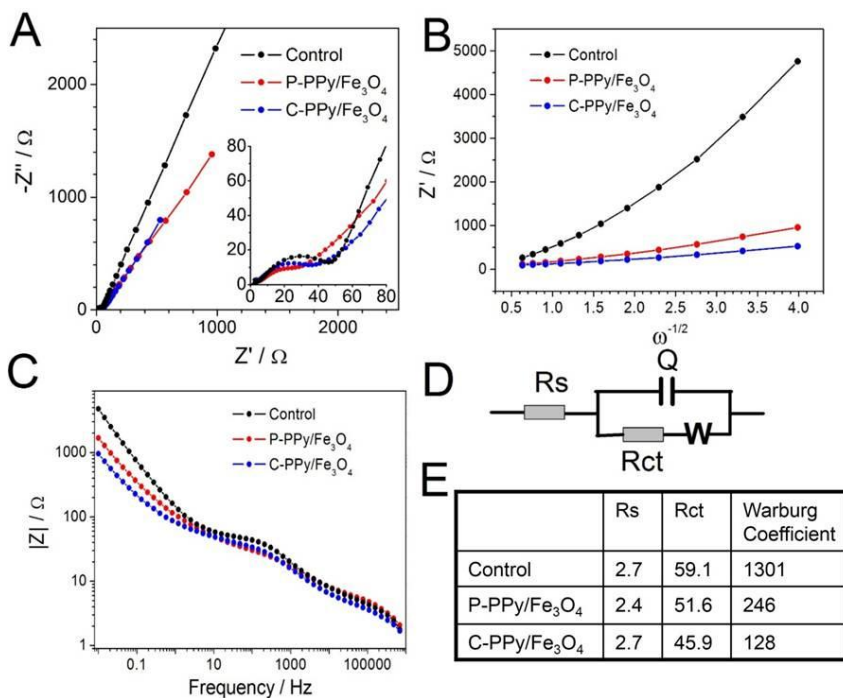 A
2000
1000
0
-Z'' / Ω
0
1000
2000
Z' / Ω
Control
P-PPy/Fe₃O₄
C-PPy/Fe₃O₄
80
60
40
20
0
0 20 40 60 80
B
5000
4000
3000
2000
1000
0
Z' / Ω
0.5 1.0 1.5 2.0 2.5 3.0 3.5 4.0
ω⁻¹/²
Control
P-PPy/Fe₃O₄
C-PPy/Fe₃O₄
C
1000
100
10
1
|Z| / Ω
0.1 10 1000 100000
Frequency / Hz
Control
P-PPy/Fe₃O₄
C-PPy/Fe₃O₄
D
Rs
Q
Rct
W
E
Rs Rct Warburg
Coefficient
Control 2.7 59.1 1301
P-PPy/Fe₃O₄ 2.4 51.6 246
C-PPy/Fe₃O₄ 2.7 45.9 128